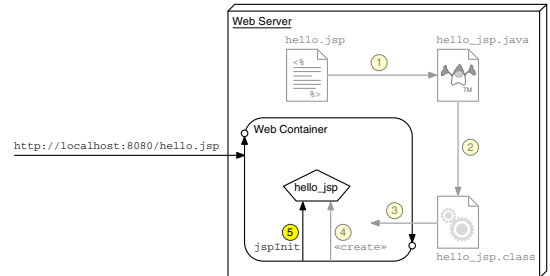 Web Server
hello.jsp
hello_jsp.java
<%
%>
1
TM
Web Container
http://localhost:8080/hello.jsp
2
hello_jsp
3
5
4
jspInit
«create»
hello_jsp.class